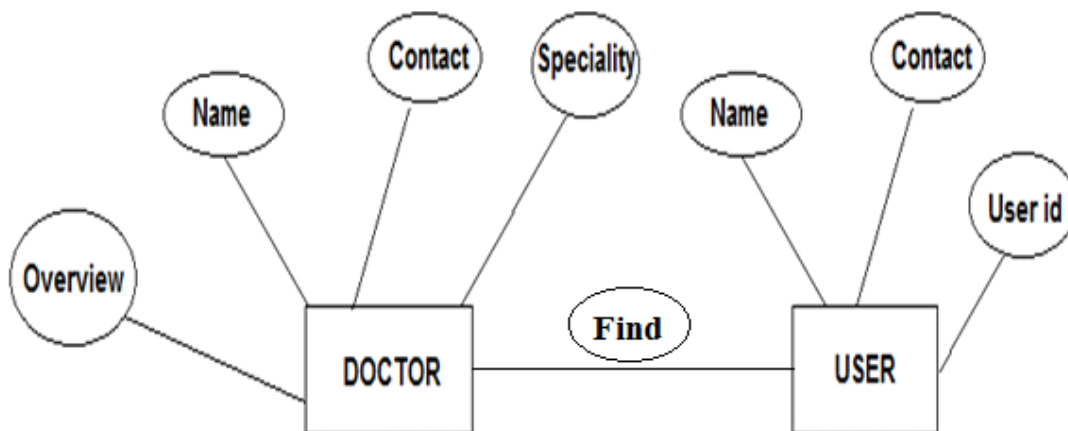 Contact
Speciality
Contact
Name
Name
User id
Overview
Find
DOCTOR
USER